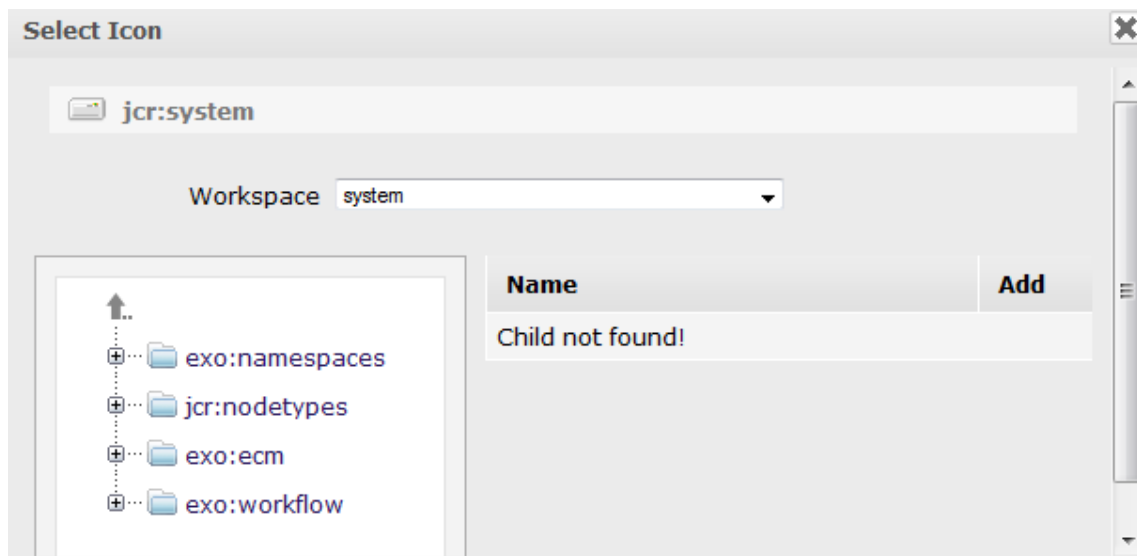 Select Icon
jcr:system
Workspace system
Name Add
Child not found!
..
exo:namespaces
jcr:nodetypes
exo:ecm
exo:workflow